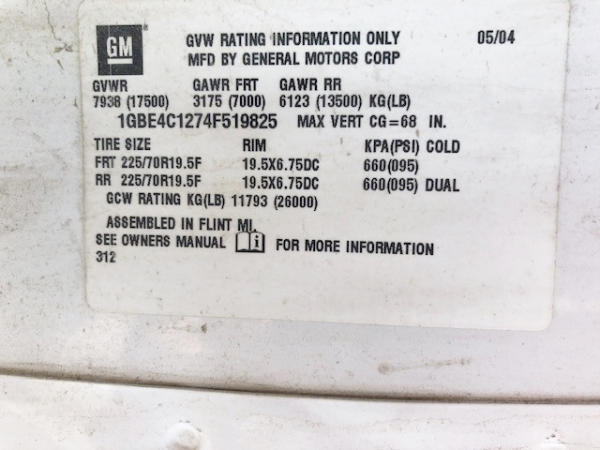 GM GVW RATING INFORMATION ONLY 05/04
MFD BY GENERAL MOTORS CORP
GVWR GAWR FRT GAWR RR
7938 (17500) 3175 (7000) 6123 (13500) KG(LB)
1GBE4C1274F519825 MAX VERT CG=68 IN.
TIRE SIZE RIM KPA(PSI) COLD
FRT 225/70R19.5F 19.5X6.75DC 660(095)
RR 225/70R19.5F 19.5X6.75DC 660(095) DUAL
GCW RATING KG(LB) 11793 (26000)
ASSEMBLED IN FLINT MI.
SEE OWNERS MANUAL i FOR MORE INFORMATION
312